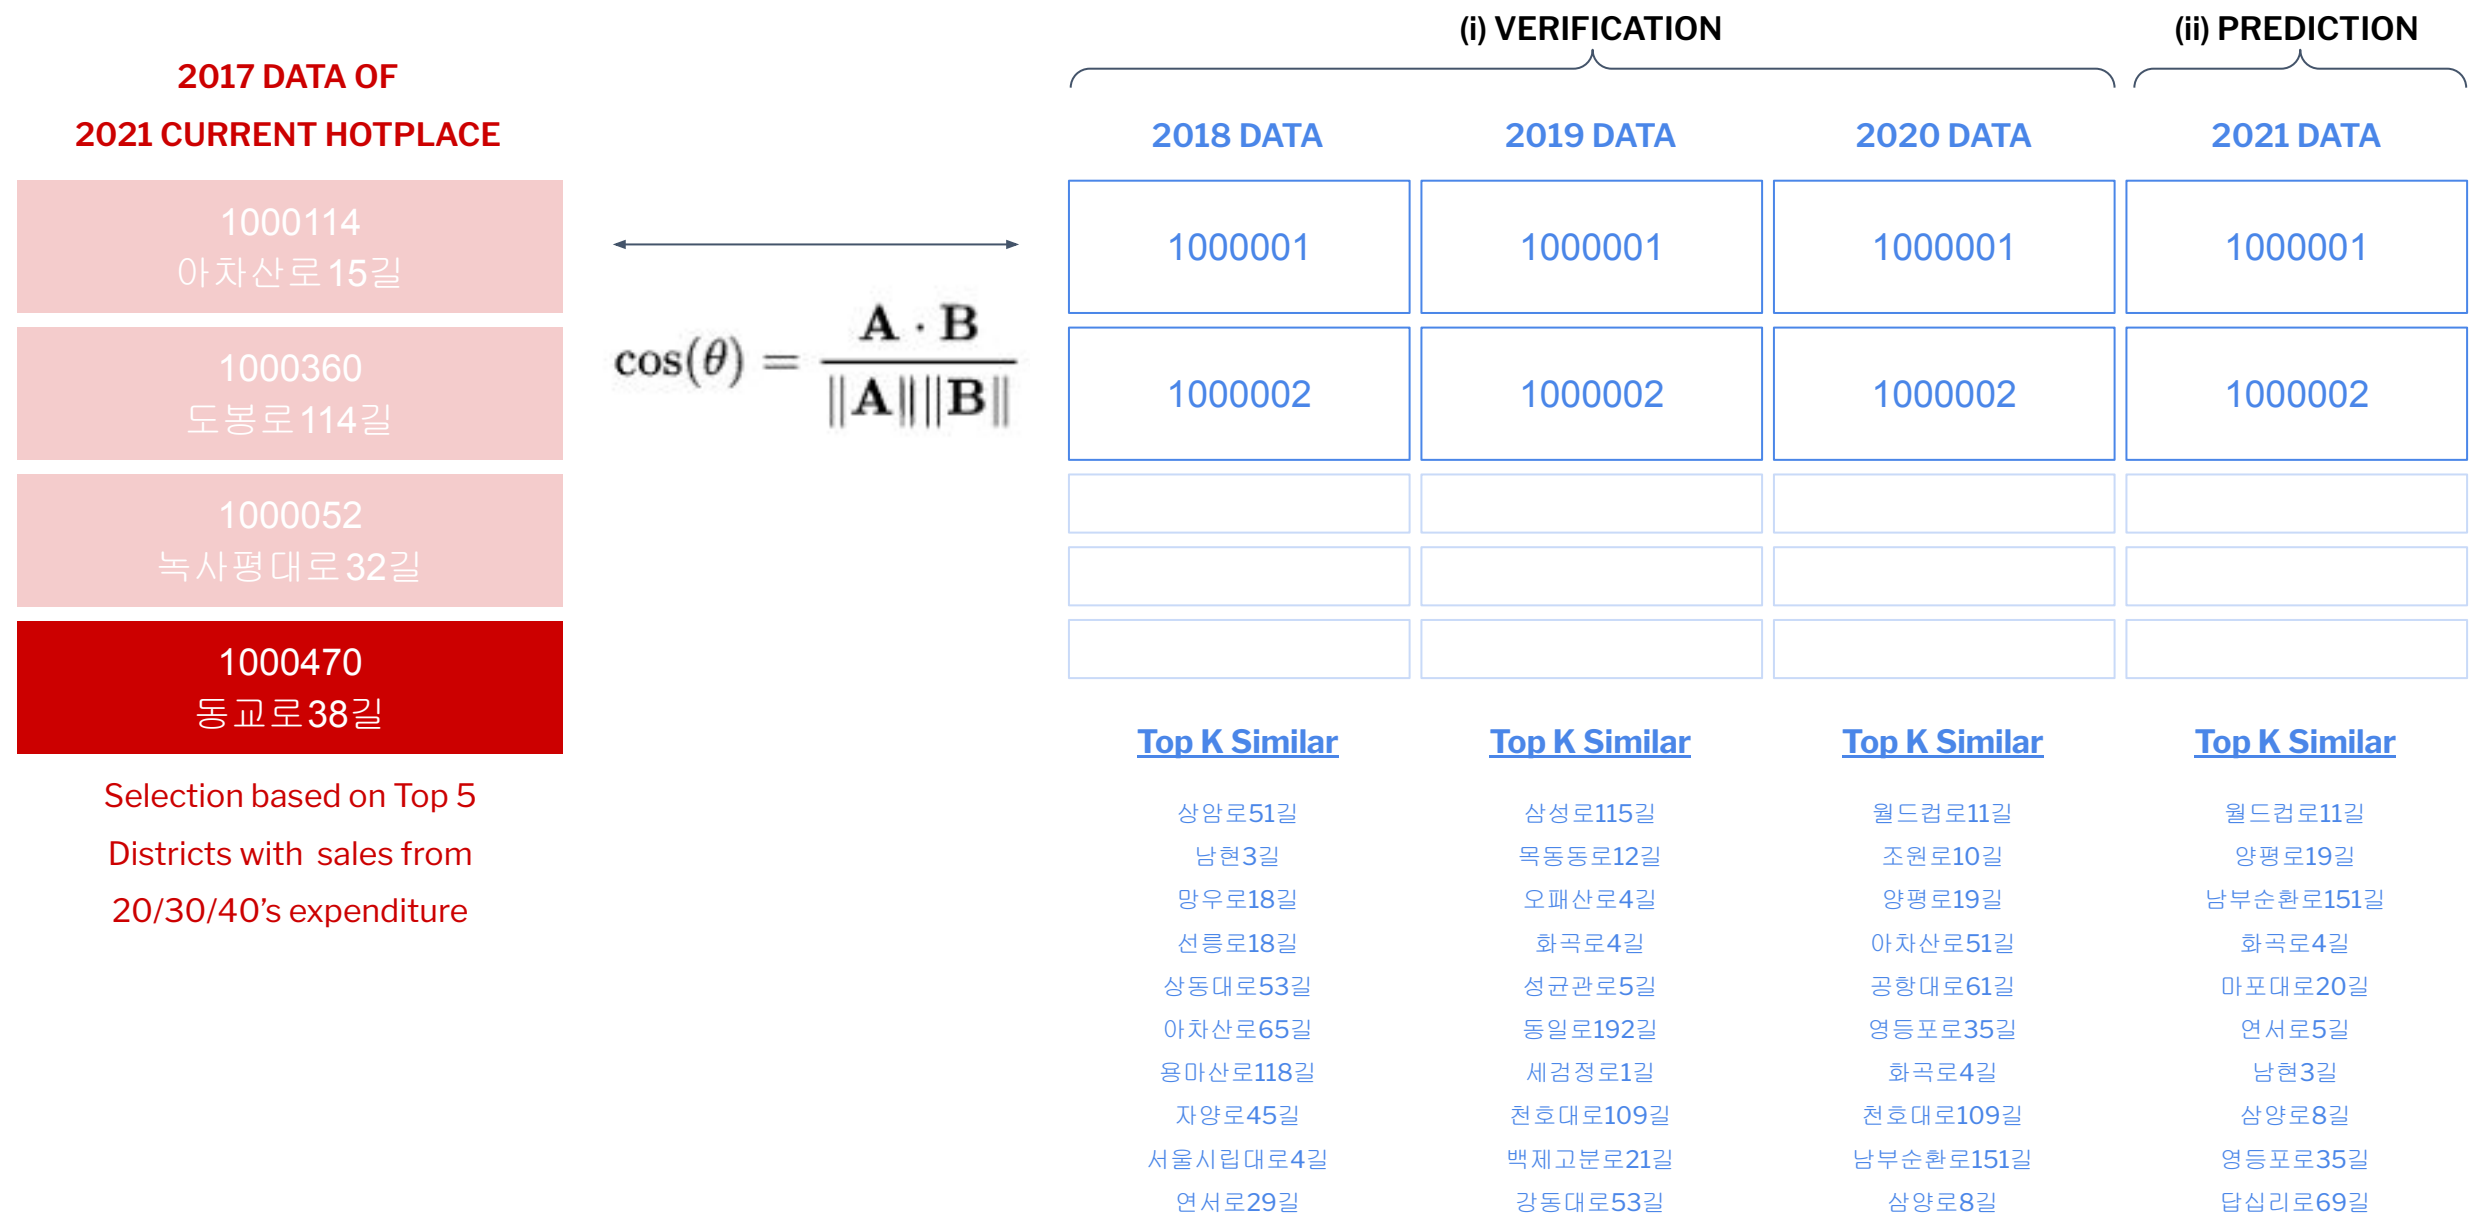 (i) VERIFICATION
(ii) PREDICTION
2017 DATA OF
2021 CURRENT HOTPLACE
2018 DATA
2019 DATA
2020 DATA
2021 DATA
1000114
아차산로15길
1000360
도봉로114길
1000052
녹사평대로32길
1000470
동교로38길
Selection based on Top 5
Districts with sales from
20/30/40’s expenditure
cos(θ) = A · B / ‖A‖‖B‖
1000001
1000001
1000001
1000001
1000002
1000002
1000002
1000002
Top K Similar
상암로51길
남현3길
망우로18길
선릉로18길
상동대로53길
아차산로65길
용마산로118길
자양로45길
서울시립대로4길
연서로29길
Top K Similar
삼성로115길
목동동로12길
오패산로4길
화곡로4길
성균관로5길
동일로192길
세검정로1길
천호대로109길
백제고분로21길
강동대로53길
Top K Similar
월드컵로11길
조원로10길
양평로19길
아차산로51길
공항대로61길
영등포로35길
화곡로4길
천호대로109길
남부순환로151길
삼양로8길
Top K Similar
월드컵로11길
양평로19길
남부순환로151길
화곡로4길
마포대로20길
연서로5길
남현3길
삼양로8길
영등포로35길
답십리로69길